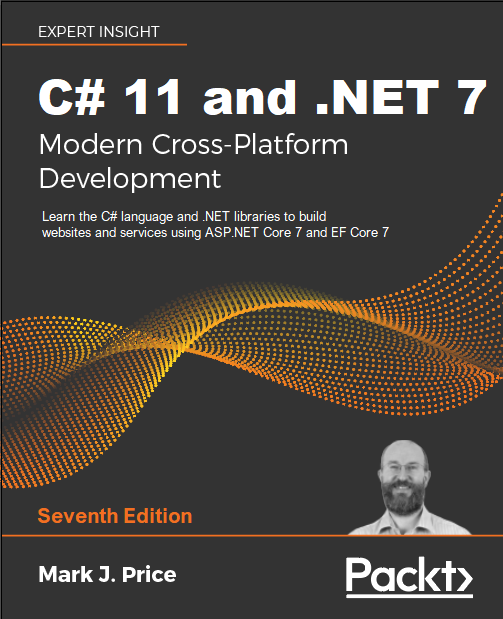 EXPERT INSIGHT
C# 11 and .NET 7
Modern Cross-Platform
Development
Learn the C# language and .NET libraries to build
websites and services using ASP.NET Core 7 and EF Core 7
Seventh Edition
Mark J. Price
Packt>